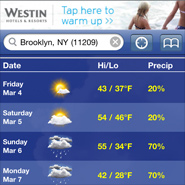 WESTIN
HOTELS & RESORTS
Tap here to
warm up >>
Brooklyn, NY (11209)
Date Hi/Lo Precip
Friday
Mar 4 43 / 37°F 20%
Saturday
Mar 5 54 / 46°F 20%
Sunday
Mar 6 55 / 34°F 70%
Monday
Mar 7 42 / 28°F 70%